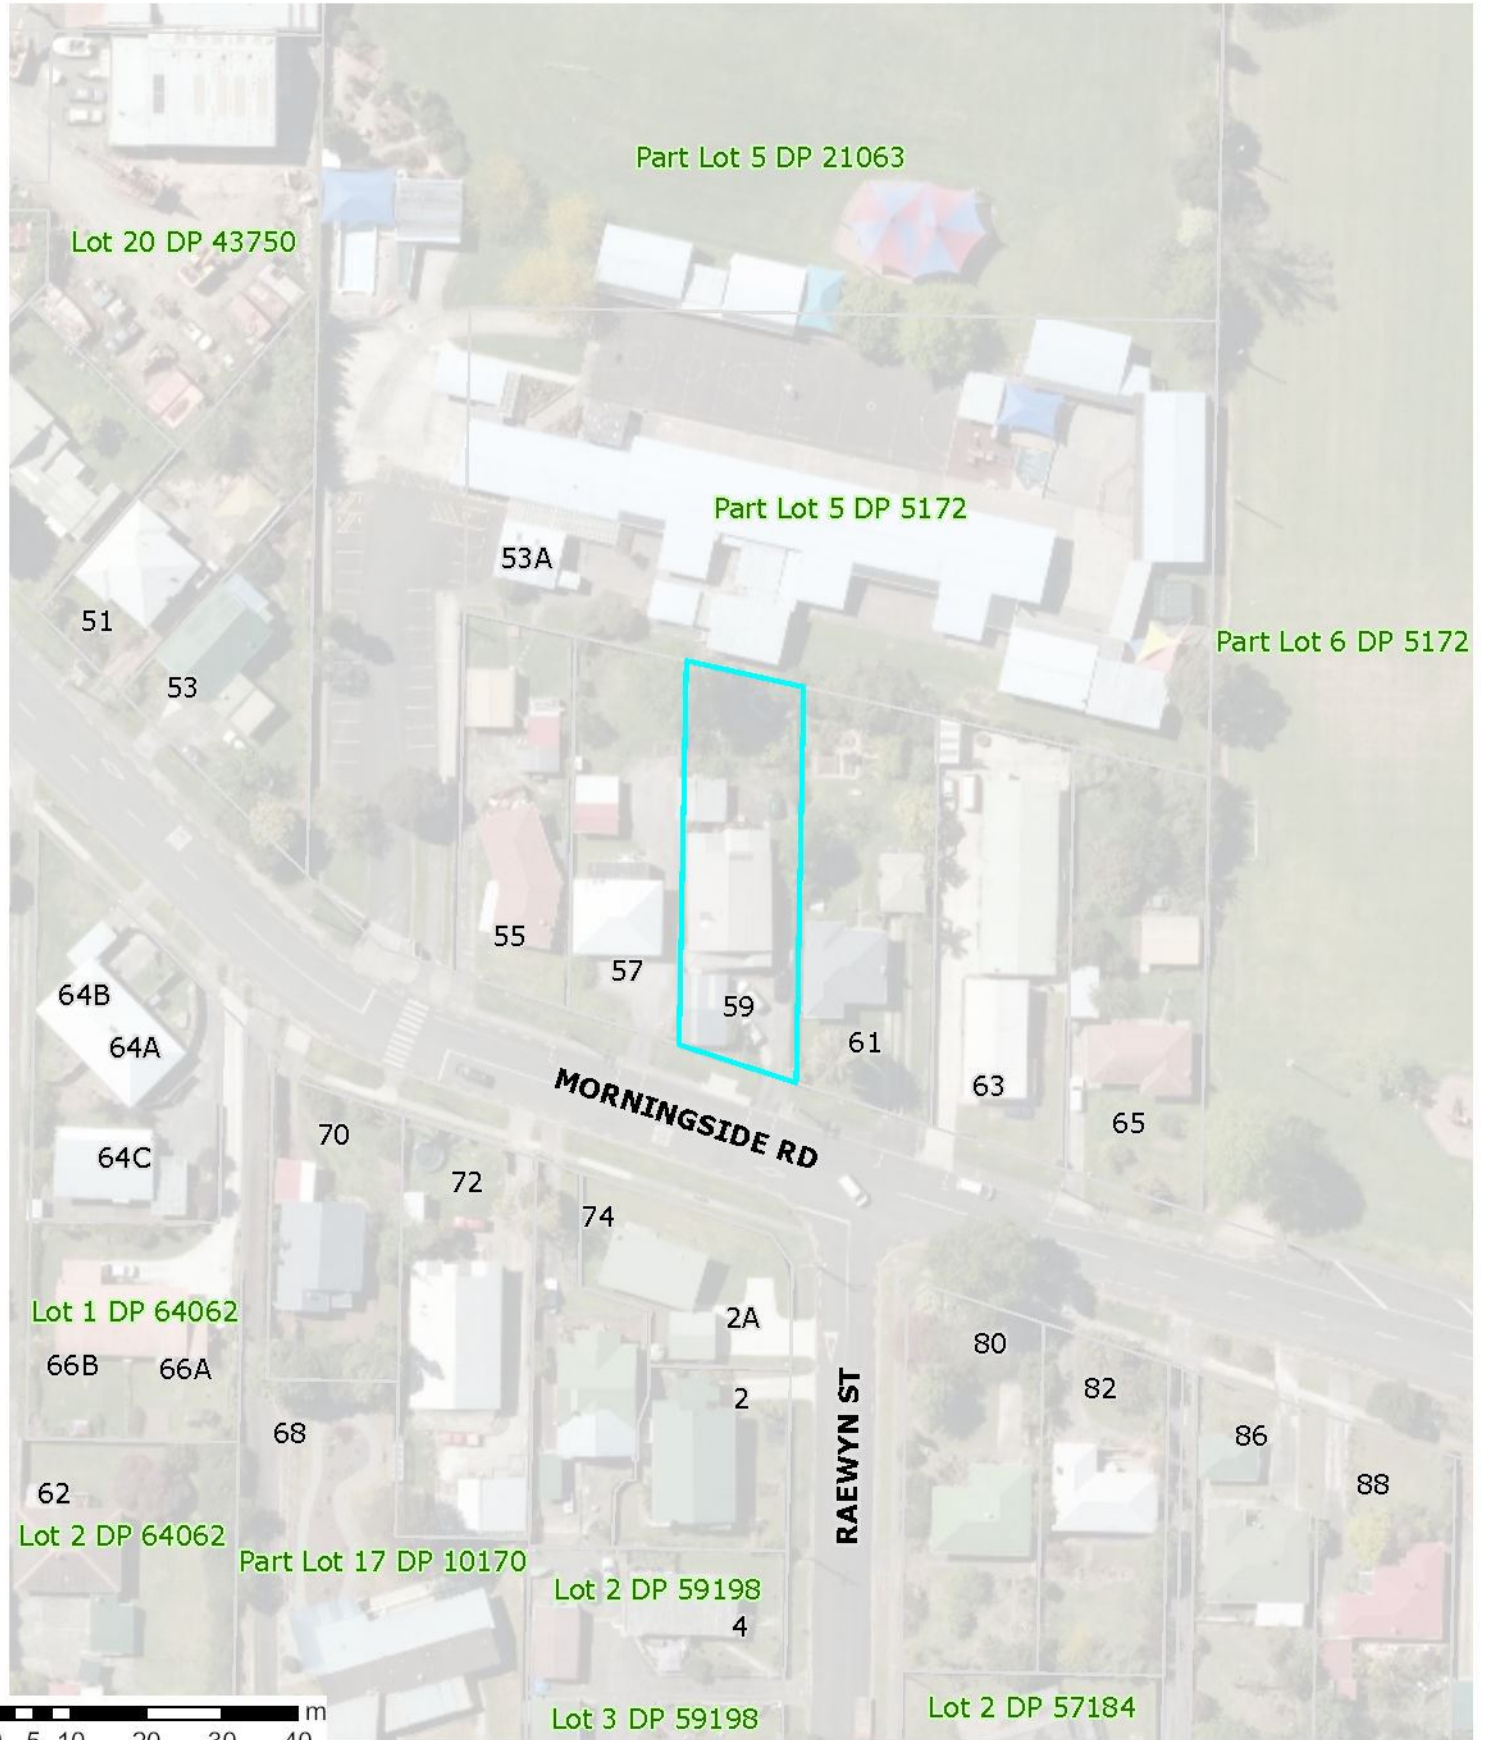 Part Lot 5 DP 21063
Lot 20 DP 43750
Part Lot 5 DP 5172
53A
51
Part Lot 6 DP 5172
53
55
57
64B
59
61
64A
63
MORNINGSIDE RD
65
70
64C
72
74
Lot 1 DP 64062
2A
80
66B
66A
82
2
RAEWYN ST
68
86
88
62
Lot 2 DP 64062
Part Lot 17 DP 10170
Lot 2 DP 59198
4
Lot 2 DP 57184
Lot 3 DP 59198
m
5 10 20 30 40